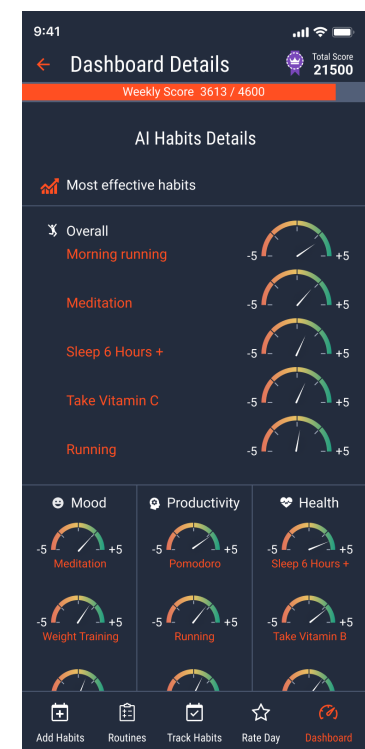 9:41
Dashboard Details
Total Score
21500
Weekly Score 3613 / 4600
AI Habits Details
Most effective habits
Overall
Morning running
-5 +5
Meditation
-5 +5
Sleep 6 Hours +
-5 +5
Take Vitamin C
-5 +5
Running
-5 +5
Mood Productivity Health
-5 +5 -5 +5 -5 +5
Meditation Pomodoro Sleep 6 Hours +
-5 +5 -5 +5 -5 +5
Weight Training Running Take Vitamin B
Add Habits Routines Track Habits Rate Day Dashboard